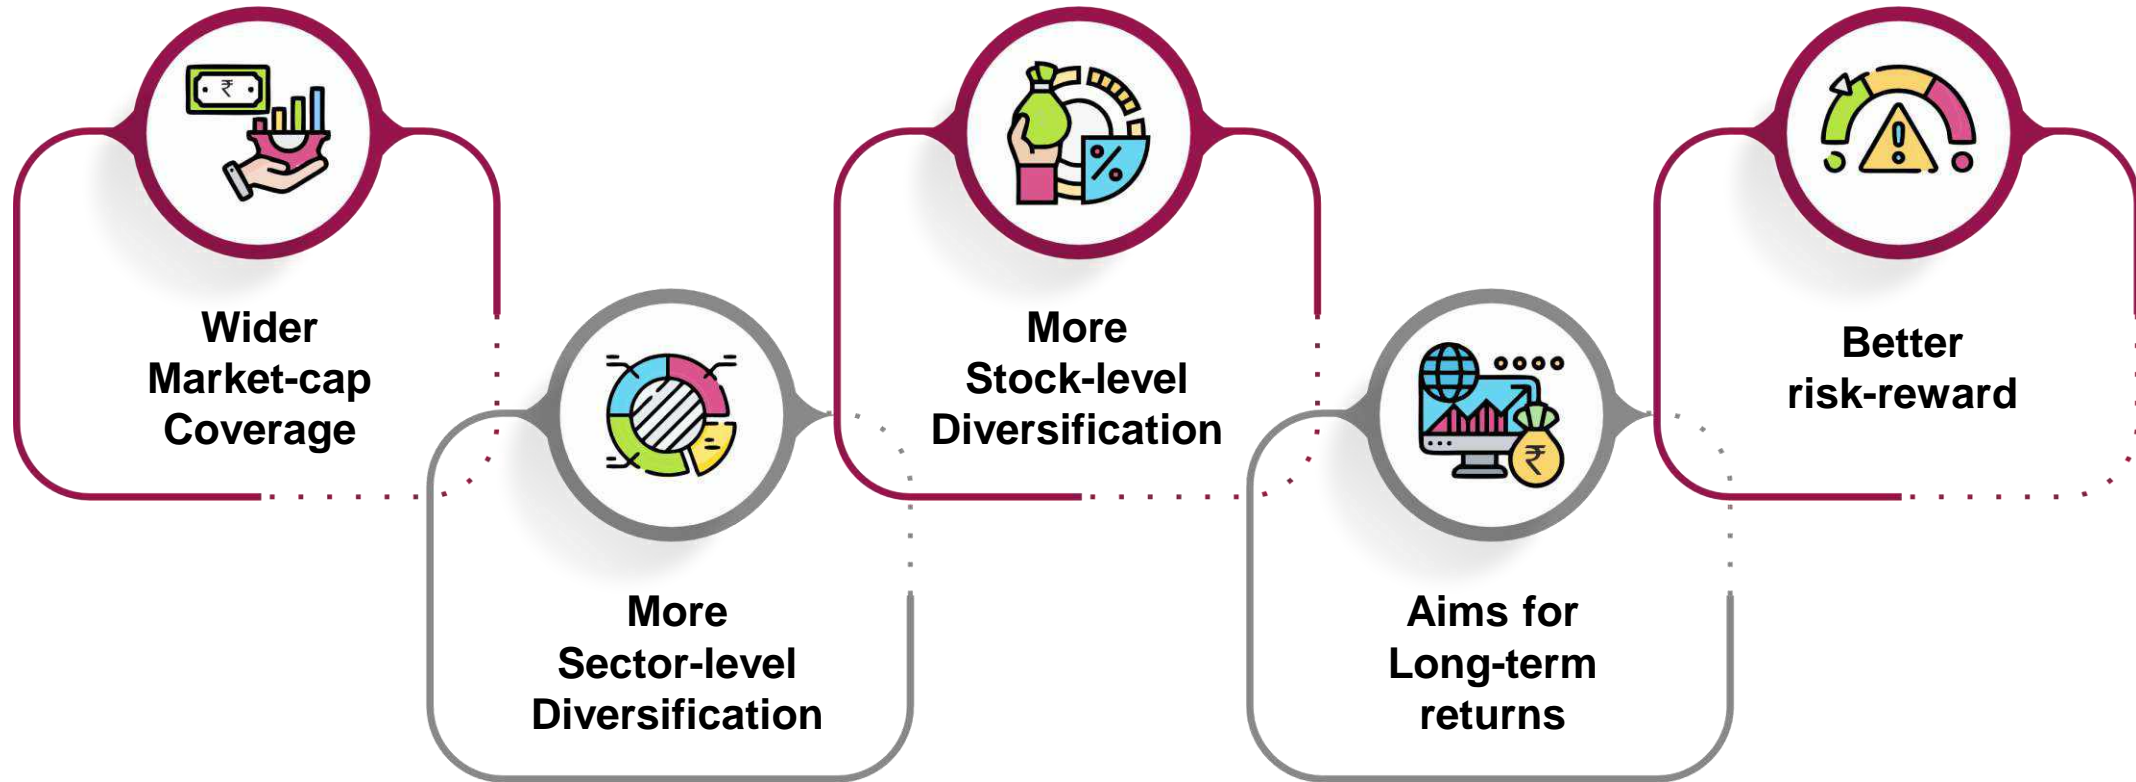 Wider
Market-cap
Coverage
More
Sector-level
Diversification
More
Stock-level
Diversification
Aims for
Long-term
returns
Better
risk-reward
₹
%
₹